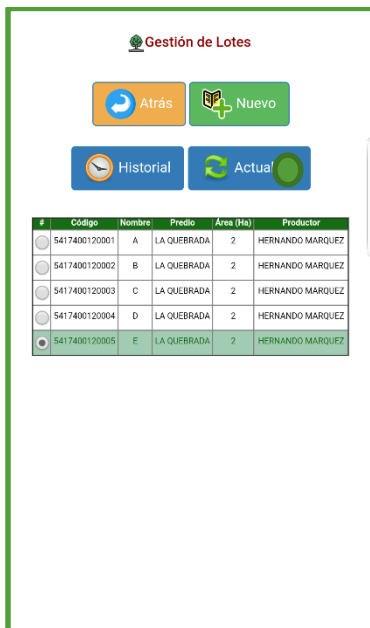 Gestión de Lotes
Atrás
Nuevo
Historial
Actual
# Código Nombre Predio Área (Ha) Productor
5417400120001 A LA QUEBRADA 2 HERNANDO MARQUEZ
5417400120002 B LA QUEBRADA 2 HERNANDO MARQUEZ
5417400120003 C LA QUEBRADA 2 HERNANDO MARQUEZ
5417400120004 D LA QUEBRADA 2 HERNANDO MARQUEZ
5417400120005 E LA QUEBRADA 2 HERNANDO MARQUEZ